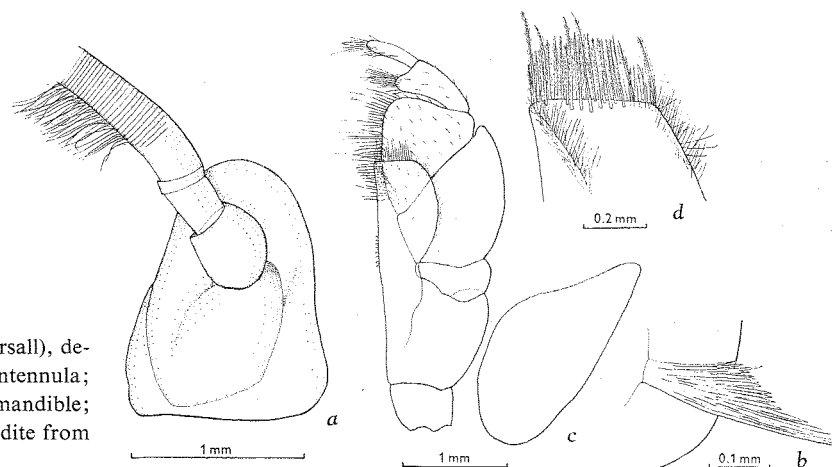 rsall), de-
ntennula;
mandible;
dite from
a
1 mm
1 mm
c
0.2 mm
d
0.1 mm
b